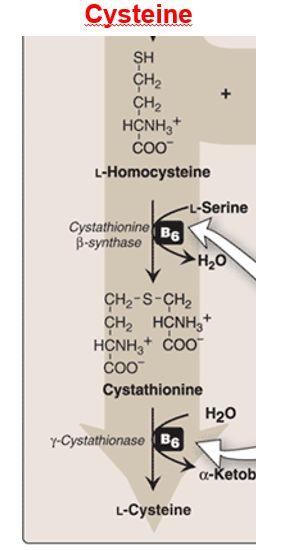 Cysteine
SH
CH₂
CH₂
HCNH₃⁺
COO⁻
+
L-Homocysteine
L-Serine
Cystathionine
β-synthase
B₆
H₂O
CH₂-S-CH₂
CH₂ HCNH₃⁺
HCNH₃⁺ COO⁻
COO⁻
Cystathionine
H₂O
γ-Cystathionase
B₆
α-Ketob
L-Cysteine